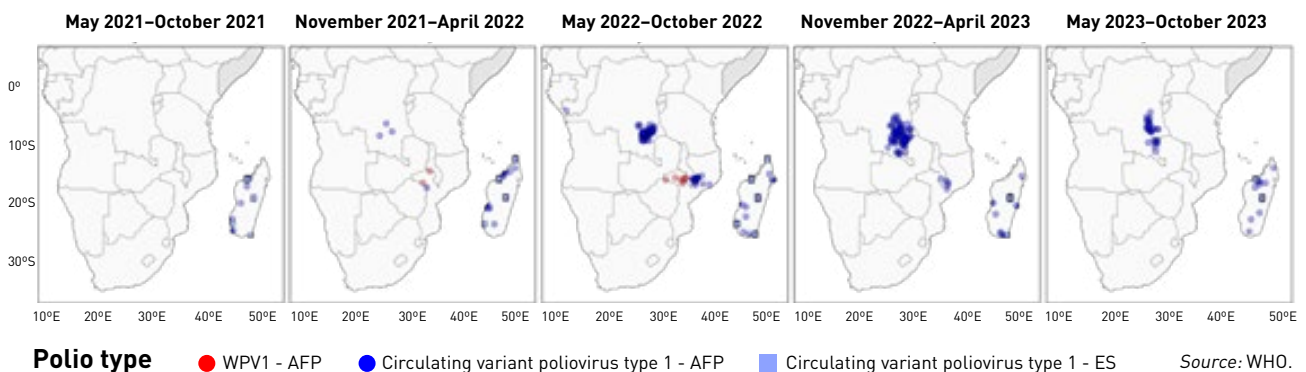 May 2021–October 2021
November 2021–April 2022
May 2022–October 2022
November 2022–April 2023
May 2023–October 2023
0º
10ºS
20ºS
30ºS
10ºE 20ºE 30ºE 40ºE 50ºE
10ºE 20ºE 30ºE 40ºE 50ºE
10ºE 20ºE 30ºE 40ºE 50ºE
10ºE 20ºE 30ºE 40ºE 50ºE
10ºE 20ºE 30ºE 40ºE 50ºE
Polio type WPV1 - AFP Circulating variant poliovirus type 1 - AFP Circulating variant poliovirus type 1 - ES Source: WHO.